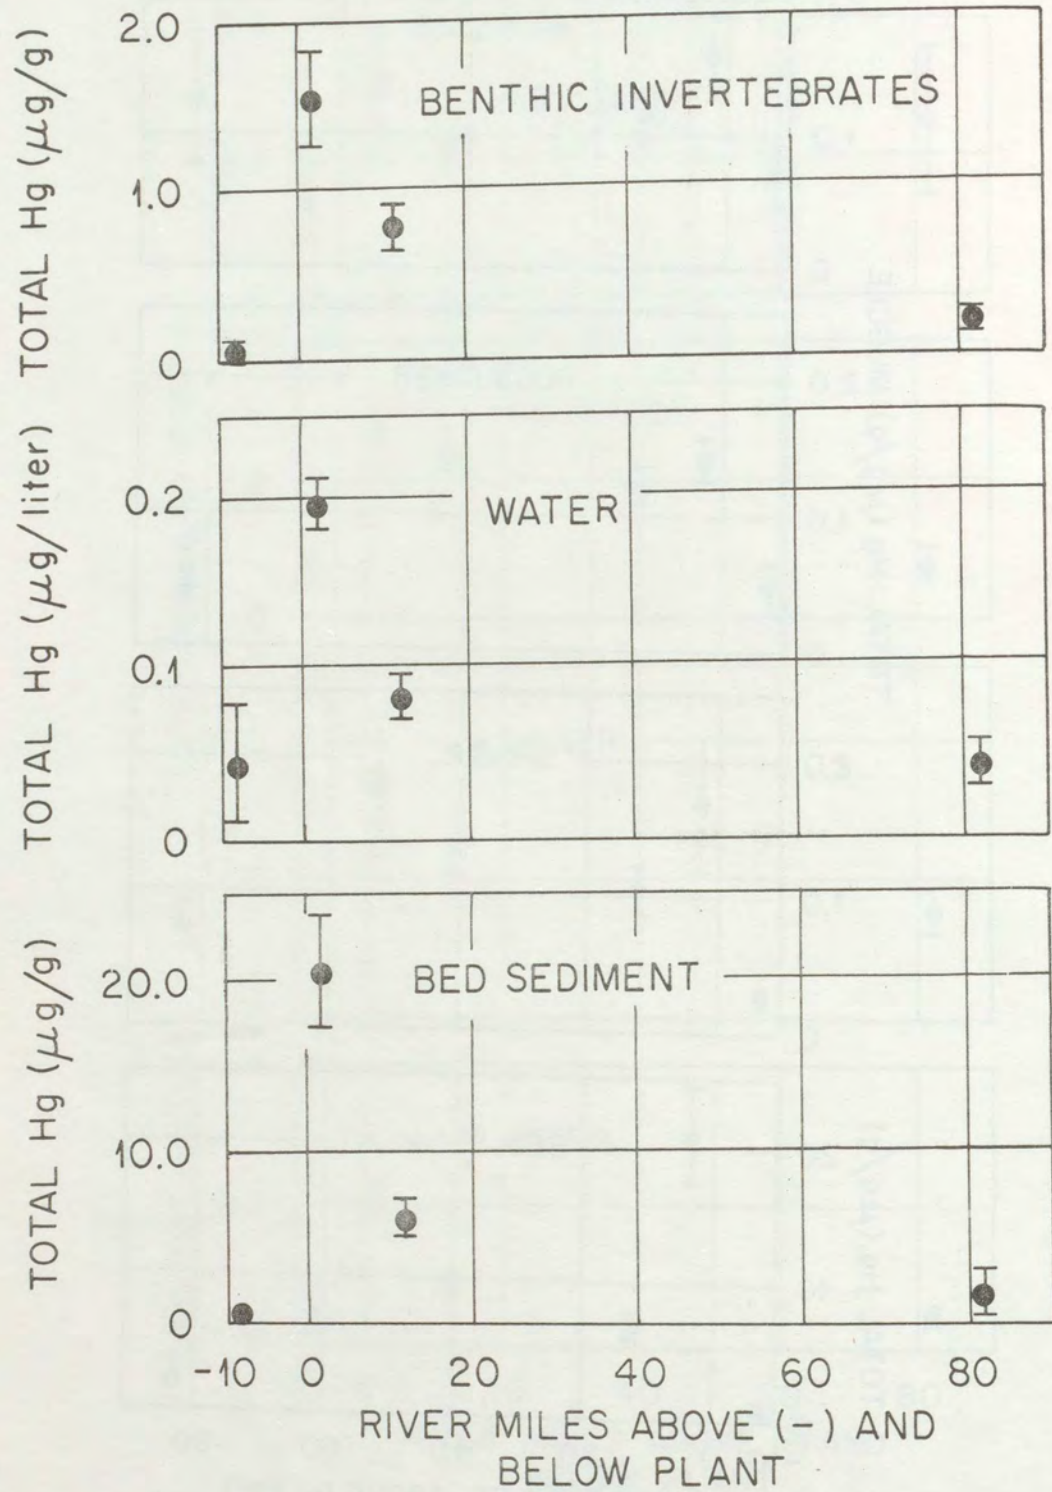 TOTAL Hg (μg/g)
2.0
1.0
0
BENTHIC INVERTEBRATES
TOTAL Hg (μg/liter)
0.2
0.1
0
WATER
TOTAL Hg (μg/g)
20.0
10.0
0
BED SEDIMENT
-10 0 20 40 60 80
RIVER MILES ABOVE (-) AND
BELOW PLANT